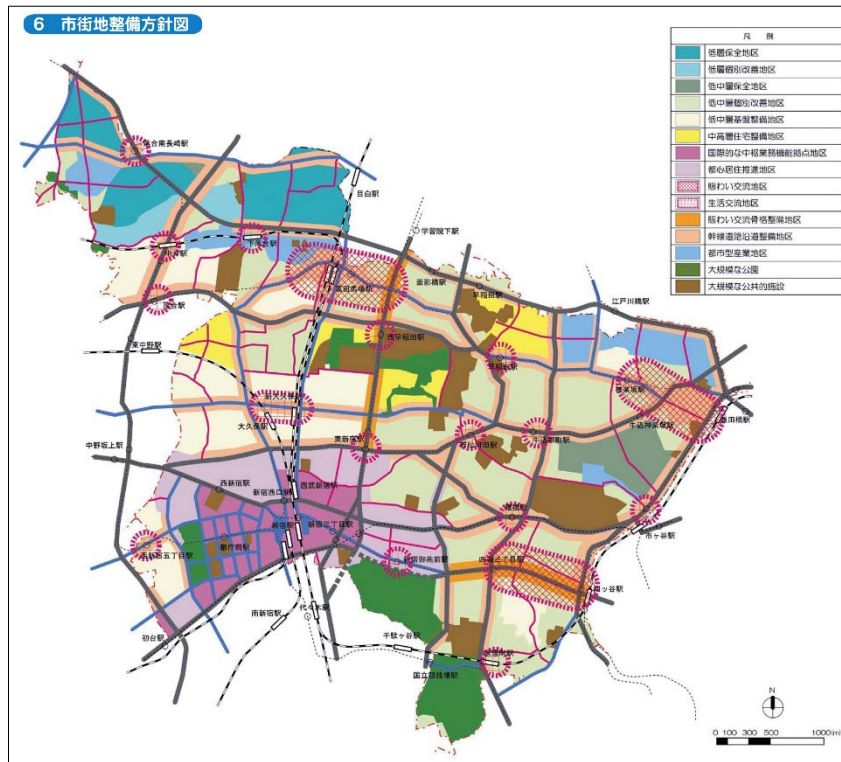 6 市街地整備方針図
凡 例
低層保全地区
低層個別改善地区
低中層保全地区
低中層個別改善地区
低中層基盤整備地区
中高層住宅整備地区
国際的な中枢業務機能拠点地区
都心居住推進地区
賑わい交流地区
生活交流地区
賑わい交流骨格整備地区
幹線道路沿道整備地区
都市型産業地区
大規模な公園
大規模な公共的施設
落合南長崎駅
目白駅
学習院下駅
中井駅
下落合駅
高田馬場駅
面影橋駅
早稲田駅
江戸川橋駅
落合駅
東中野駅
西早稲田駅
早稲田駅
神楽坂駅
新大久保駅
大久保駅
牛込神楽坂駅
飯田橋駅
中野坂上駅
東新宿駅
若松河田駅
牛込柳町駅
西新宿駅
新宿西口駅
西武新宿駅
曙橋駅
市ヶ谷駅
西新宿五丁目駅
都庁前駅
新宿駅
新宿三丁目駅
新宿御苑前駅
四谷三丁目駅
四ッ谷駅
初台駅
南新宿駅
代々木駅
千駄ヶ谷駅
信濃町駅
国立競技場駅
N
0 100 300 500 1000(m)